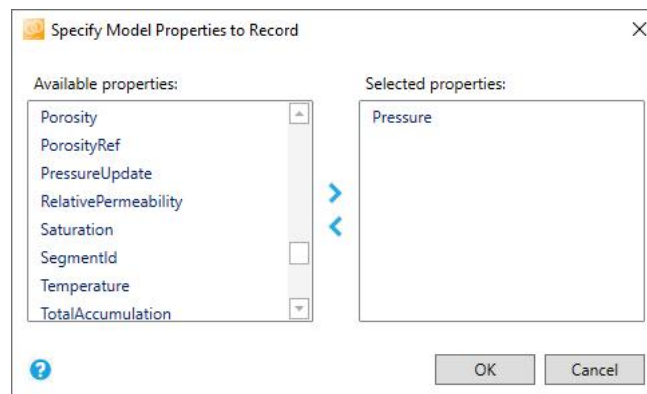 Specify Model Properties to Record
Available properties:
Selected properties:
Porosity
PorosityRef
PressureUpdate
RelativePermeability
Saturation
SegmentId
Temperature
TotalAccumulation
Pressure
?
OK
Cancel